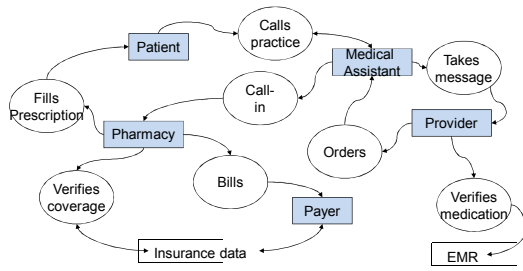 Calls
practice
Patient
Medical
Assistant
Takes
message
Call-
in
Fills
Prescription
Pharmacy
Provider
Orders
Bills
Verifies
coverage
Verifies
medication
Payer
Insurance data
EMR